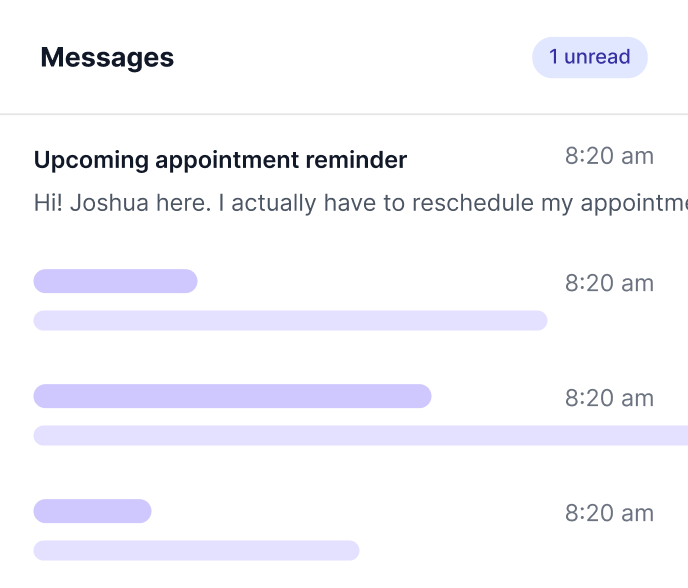 Messages
1 unread
Upcoming appointment reminder
8:20 am
Hi! Joshua here. I actually have to reschedule my
8:20 am
8:20 am
8:20 am